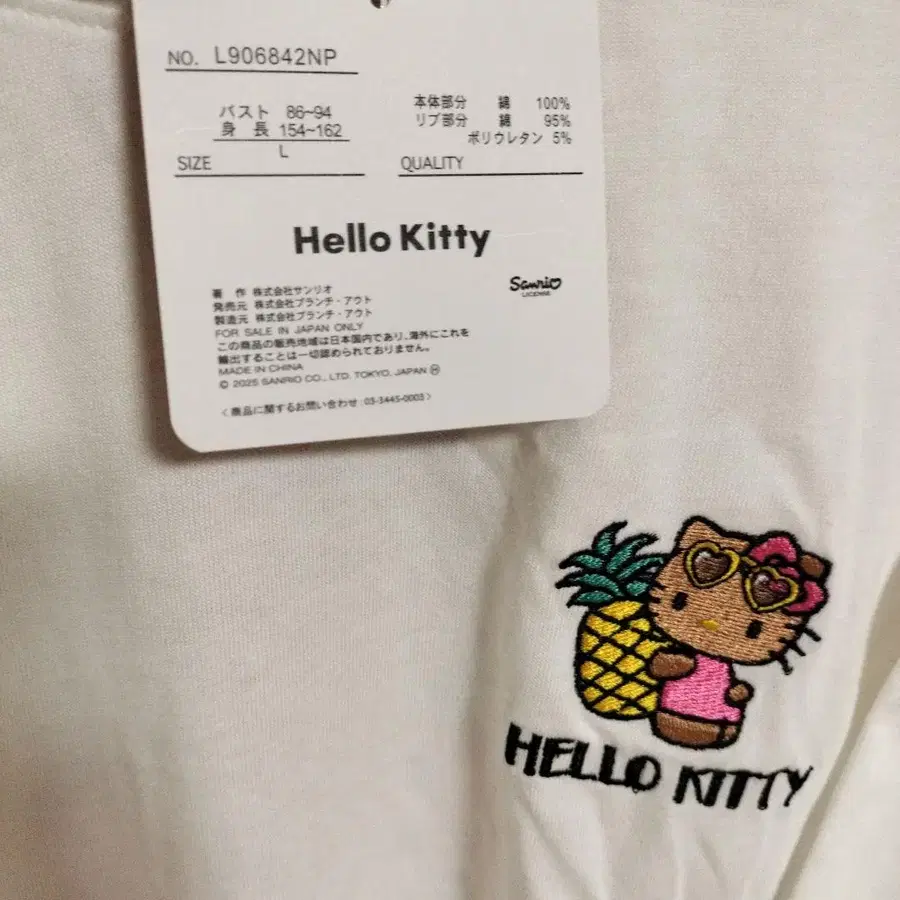 NO. L906842NP
バスト 86~94
身長 154~162
L
SIZE
本体部分 綿 100%
リブ部分 綿 95%
ポリウレタン 5%
QUALITY
Hello Kitty
著作 株式会社サンリオ
発売元 株式会社ブランチ・アウト
製造元 株式会社ブランチ・アウト
FOR SALE IN JAPAN ONLY
この商品の販売地域は日本国内であり、海外にこれを
輸出することは一切認められておりません。
MADE IN CHINA
© 2025 SANRIO CO., LTD. TOKYO, JAPAN Ⓗ
〈商品に関するお問い合わせ:03-3445-0003〉
Sanrio
LICENSE
HELLO KITTY